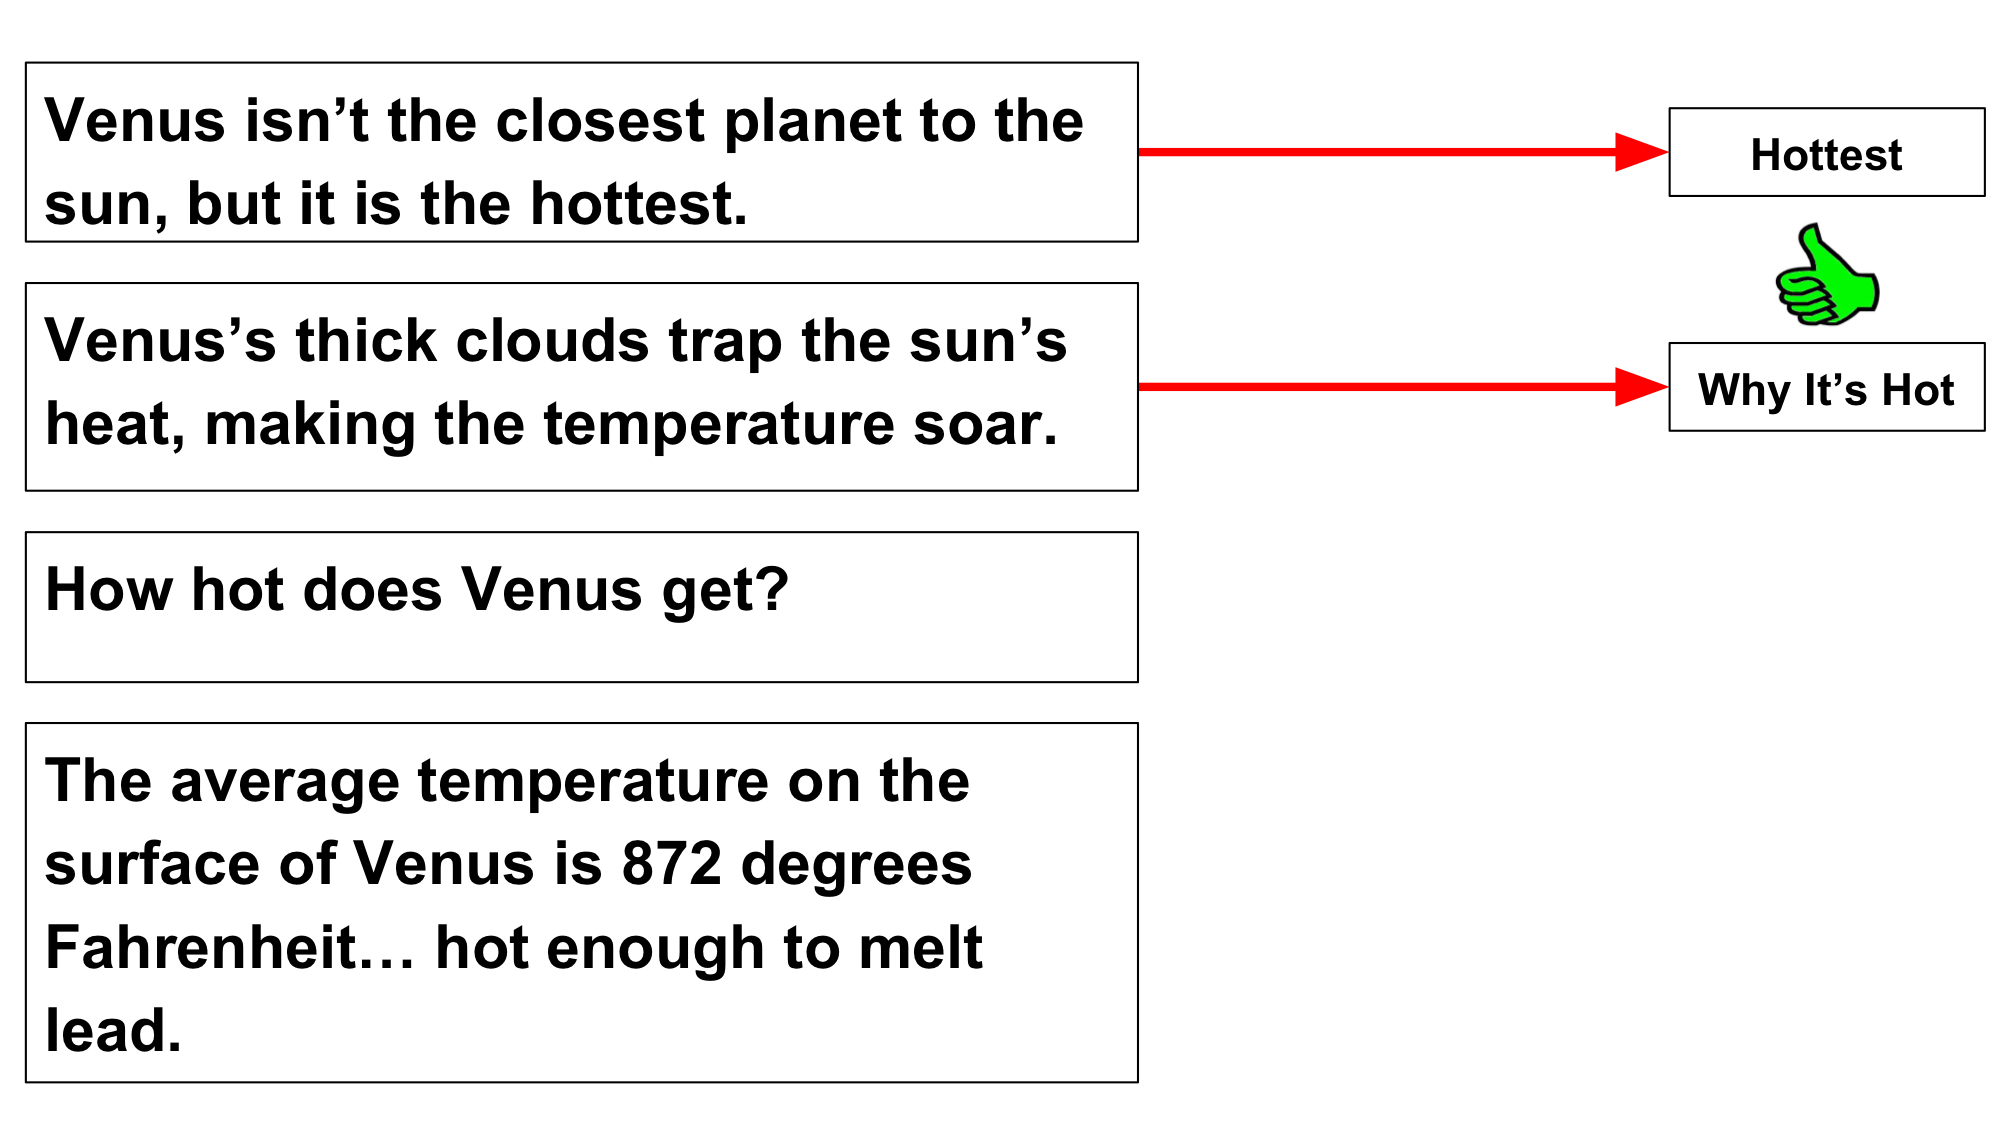 Venus isn’t the closest planet to the
sun, but it is the hottest.
Hottest
Venus’s thick clouds trap the sun’s
heat, making the temperature soar.
Why It’s Hot
How hot does Venus get?
The average temperature on the
surface of Venus is 872 degrees
Fahrenheit… hot enough to melt
lead.